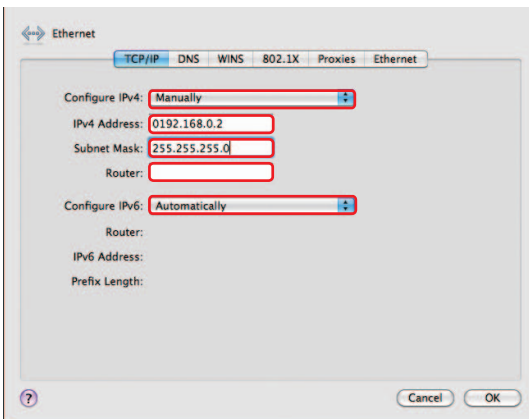 Ethernet
TCP/IP DNS WINS 802.1X Proxies Ethernet
Configure IPv4: Manually
IPv4 Address: 0192.168.0.2
Subnet Mask: 255.255.255.0
Router:
Configure IPv6: Automatically
Router:
IPv6 Address:
Prefix Length:
? Cancel OK